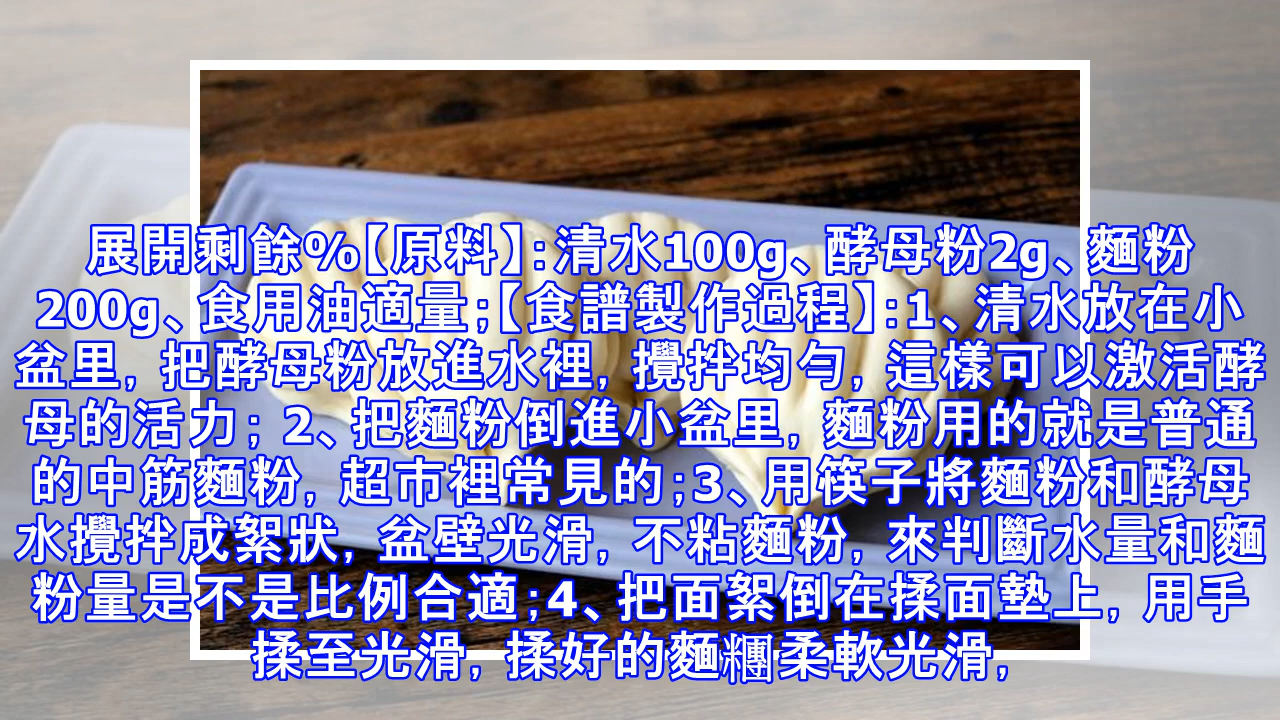 展開剩餘%【原料】:清水100g、酵母粉2g、麵粉
200g、食用油適量;【食譜製作過程】:1、清水放在小
盆里, 把酵母粉放進水裡, 攪拌均勻, 這樣可以激活酵
母的活力; 2、把麵粉倒進小盆里, 麵粉用的就是普通
的中筋麵粉, 超市裡常見的;3、用筷子將麵粉和酵母
水攪拌成絮狀, 盆壁光滑, 不粘麵粉, 來判斷水量和麵
粉量是不是比例合適;4、把面絮倒在揉面墊上, 用手
揉至光滑, 揉好的麵糰柔軟光滑,